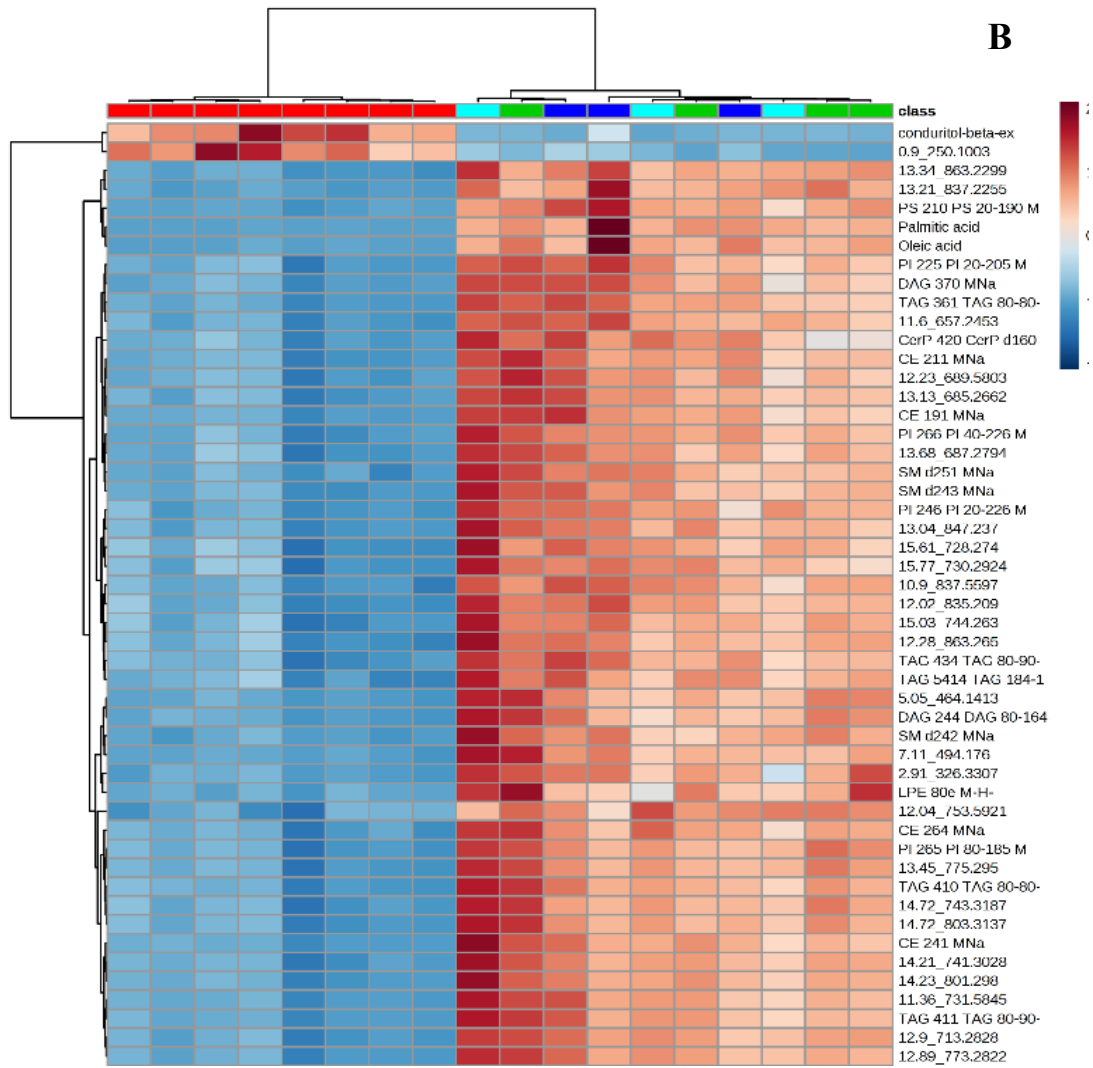 B
class
conduritol-beta-ex
0.9_250.1003
13.34_863.2299
13.21_837.2255
PS 210 PS 20-190 M
Palmitic acid
Oleic acid
PI 225 PI 20-205 M
DAG 370 MNa
TAG 361 TAG 80-80-
11.6_657.2453
CerP 420 CerP d160
CE 211 MNa
12.23_689.5803
13.13_685.2662
CE 191 MNa
PI 266 PI 40-226 M
13.68_687.2794
SM d251 MNa
SM d243 MNa
PI 246 PI 20-226 M
13.04_847.237
15.61_728.274
15.77_730.2924
10.9_837.5597
12.02_835.209
15.03_744.263
12.28_863.265
TAG 434 TAG 80-90-
TAG 5414 TAG 184-1
5.05_464.1413
DAG 244 DAG 80-164
SM d242 MNa
7.11_494.176
2.91_326.3307
LPE 80e M-H-
12.04_753.5921
CE 264 MNa
PI 265 PI 80-185 M
13.45_775.295
TAG 410 TAG 80-80-
14.72_743.3187
14.72_803.3137
CE 241 MNa
14.21_741.3028
14.23_801.298
11.36_731.5845
TAG 411 TAG 80-90-
12.9_713.2828
12.89_773.2822